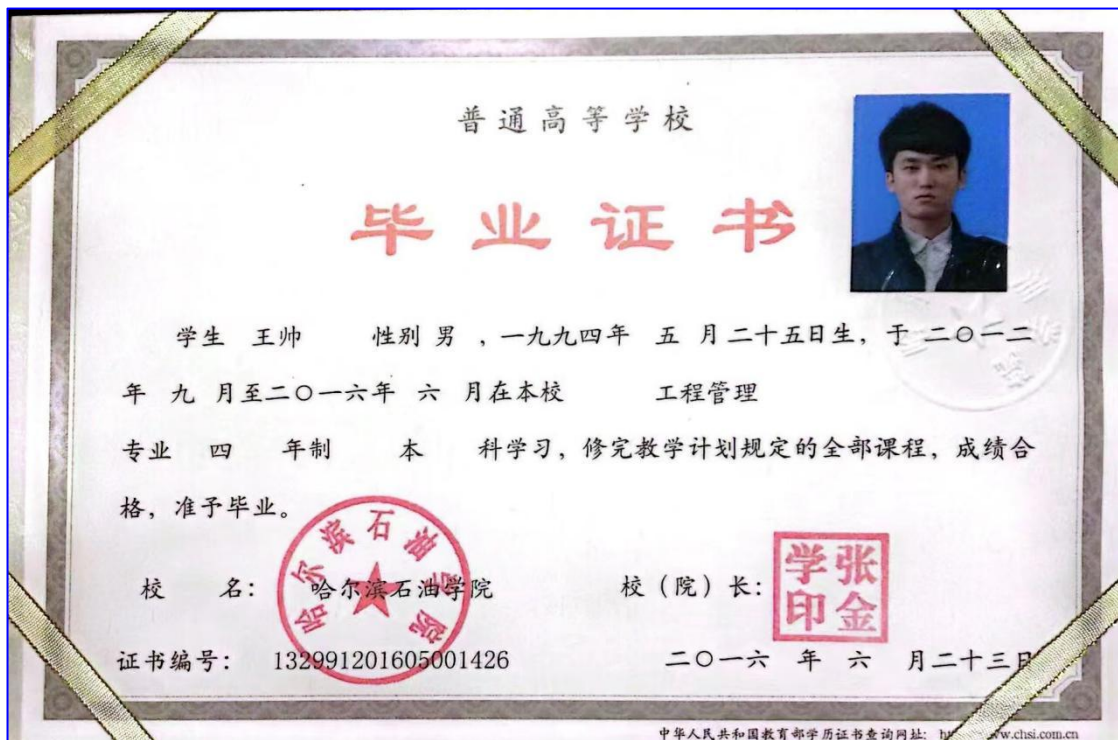 普通高等学校
毕业证书
学生 王帅 性别 男 ，一九九四年 五 月二十五日生，于 二〇一二
年 九 月至二〇一六年 六 月在本校 工程管理
专业 四 年制 本 科学习，修完教学计划规定的全部课程，成绩合
格，准予毕业。
哈尔滨石油学院
校 名： 哈尔滨石油学院 校（院）长：
张金学印
证书编号： 132991201605001426 二〇一六 年 六 月二十三日
中华人民共和国教育部学历证书查询网址： www.chsi.com.cn